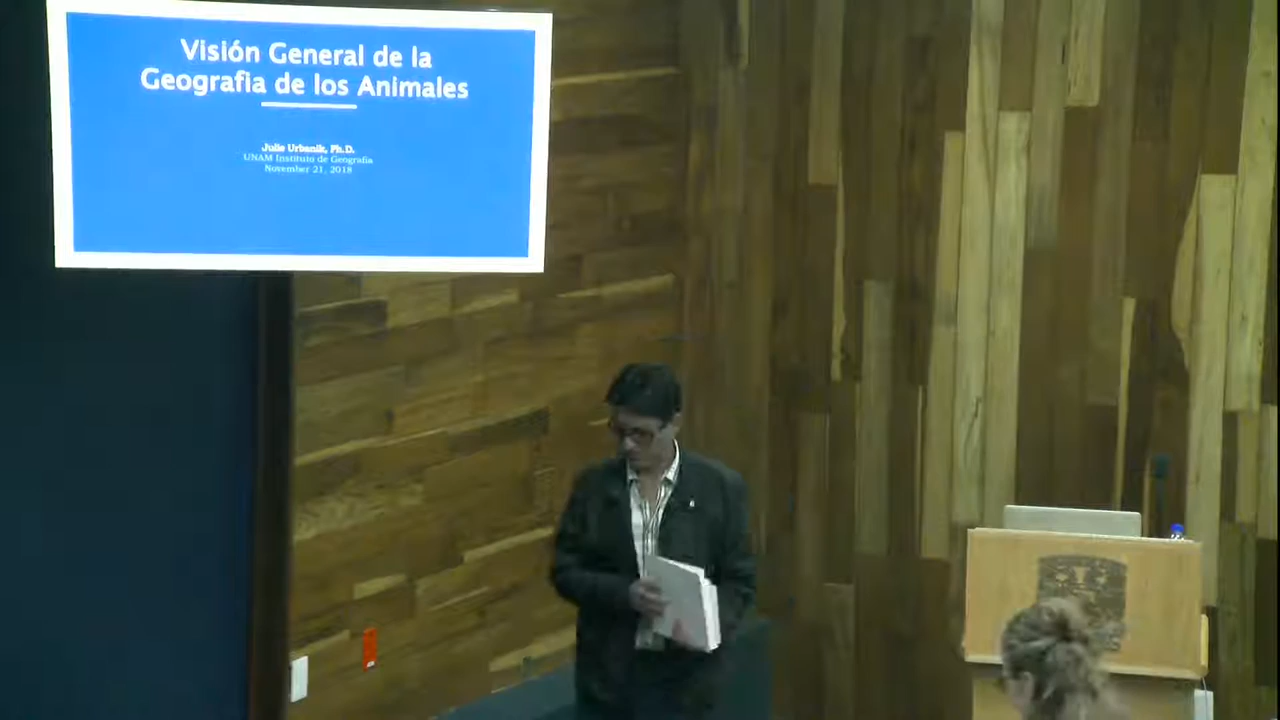 Visión General de la
Geografia de los Animales
Julie Urbanik, Ph.D.
UNAM Instituto de Geografia
November 21, 2018